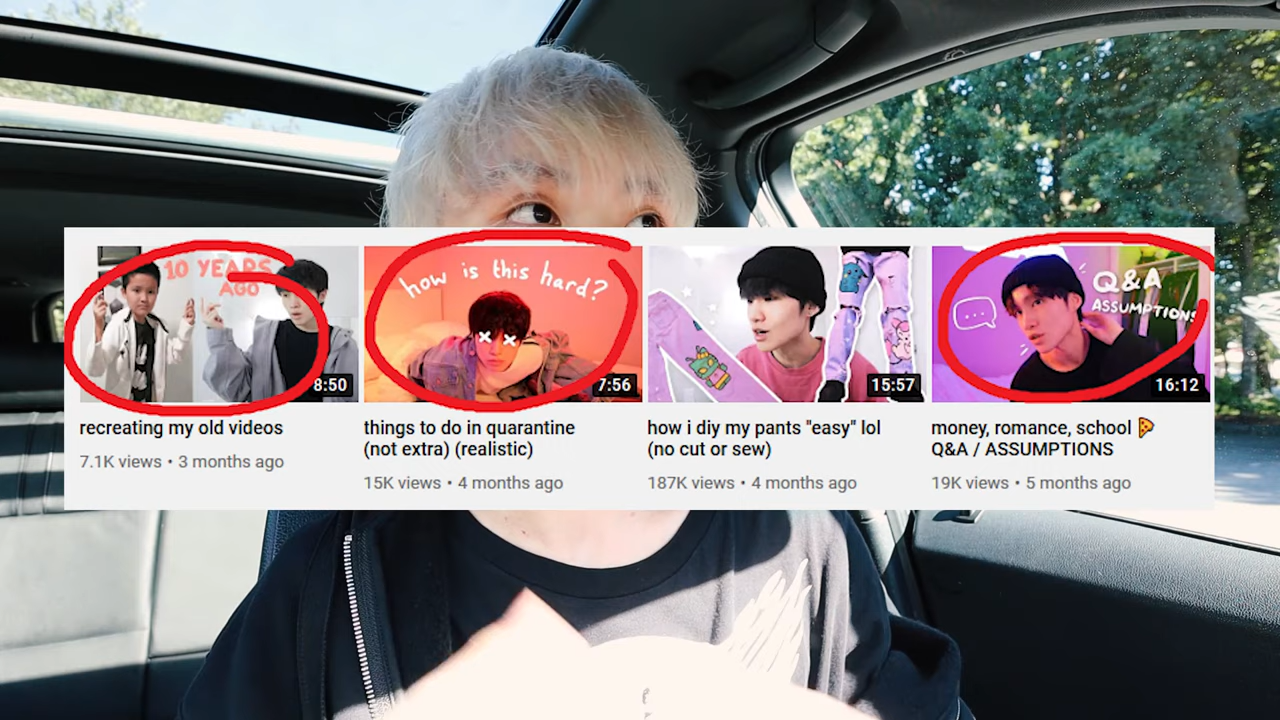 10 YEARS
AGO
8:50
how is this hard?
7:56
15:57
Q&A
ASSUMPTIONS
16:12
recreating my old videos
7.1K views • 3 months ago
things to do in quarantine
(not extra) (realistic)
15K views • 4 months ago
how i diy my pants "easy" lol
(no cut or sew)
187K views • 4 months ago
money, romance, school 🍕
Q&A / ASSUMPTIONS
19K views • 5 months ago